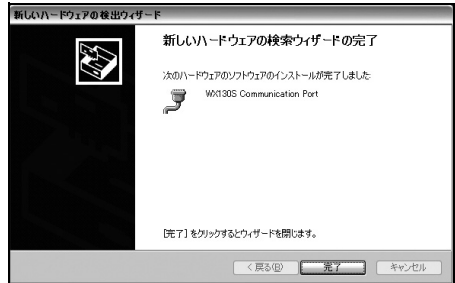 新しいハードウェアの検出ウィザード
新しいハードウェアの検索ウィザードの完了
次のハードウェアのソフトウェアのインストールが完了しました
WX130S Communication Port
[完了] をクリックするとウィザードを閉じます。
< 戻る(B)
完了
キャンセル